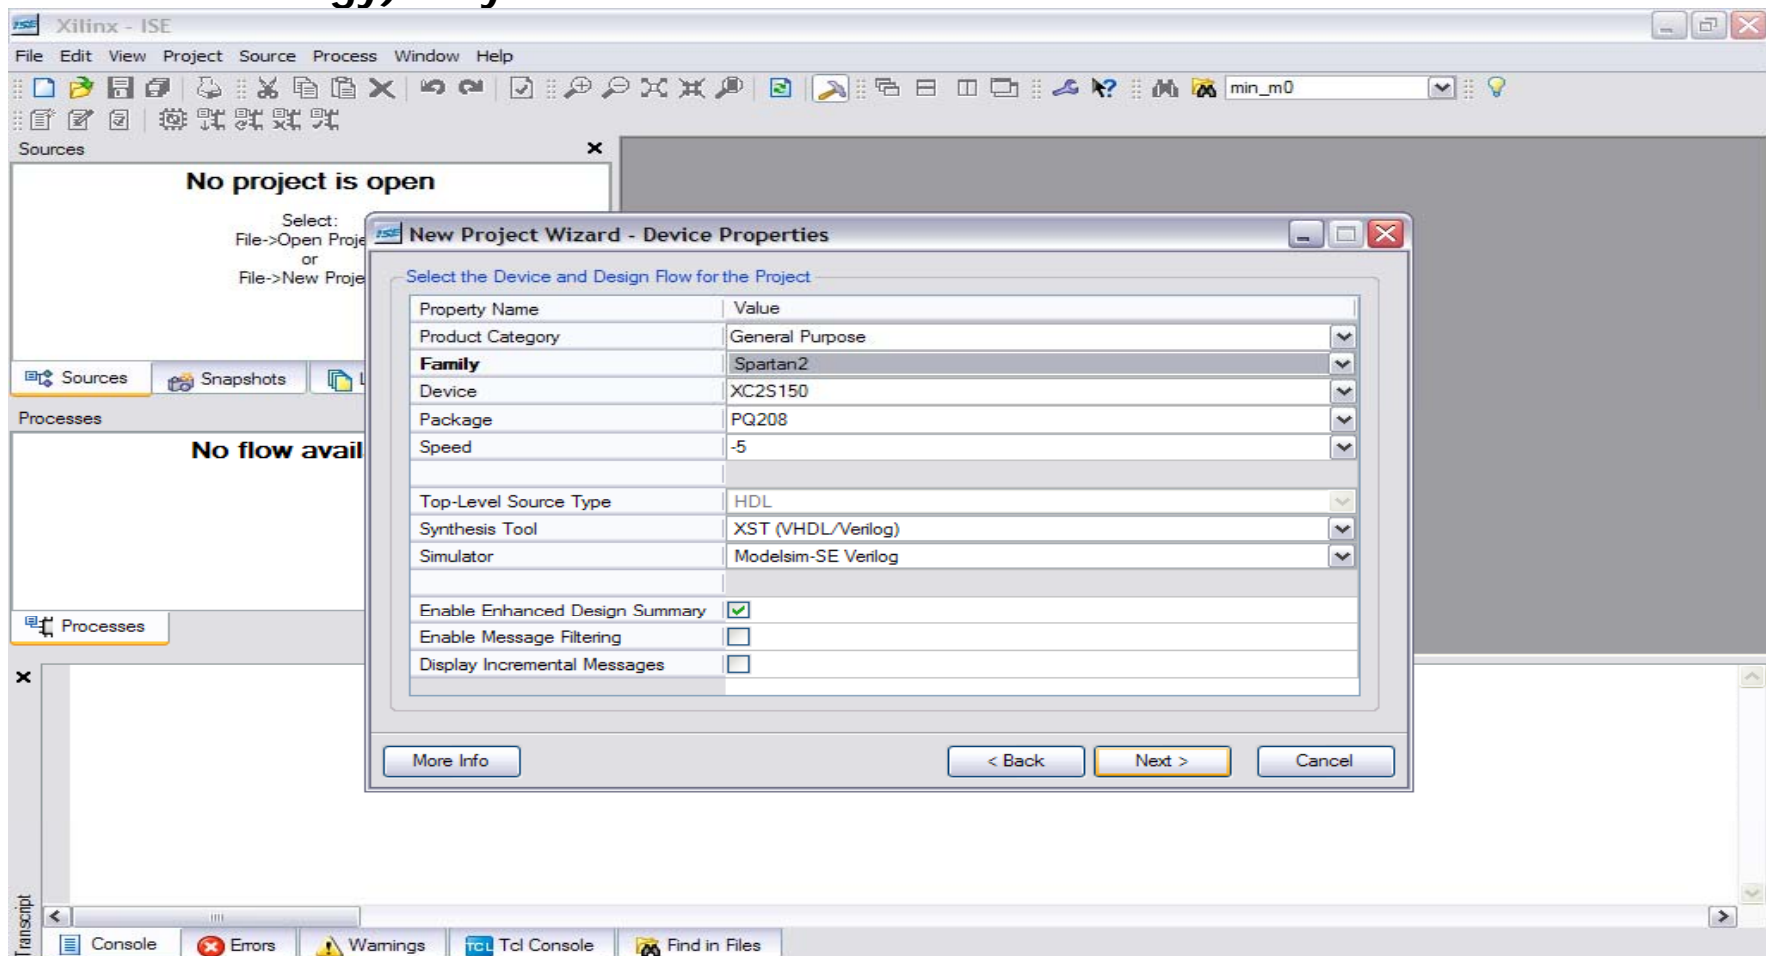 Xilinx - ISE
File Edit View Project Source Process Window Help
min_m0
Sources
No project is open
Select:
File->Open Proje
or
File->New Proje
Sources Snapshots L
Processes
No flow avail
Processes
New Project Wizard - Device Properties
Select the Device and Design Flow for the Project
Property Name Value
Product Category General Purpose
Family Spartan2
Device XC2S150
Package PQ208
Speed -5
Top-Level Source Type HDL
Synthesis Tool XST (VHDL/Verilog)
Simulator Modelsim-SE Verilog
Enable Enhanced Design Summary
Enable Message Filtering
Display Incremental Messages
More Info < Back Next > Cancel
Transcript
Console Errors Warnings TCL Tcl Console Find in Files